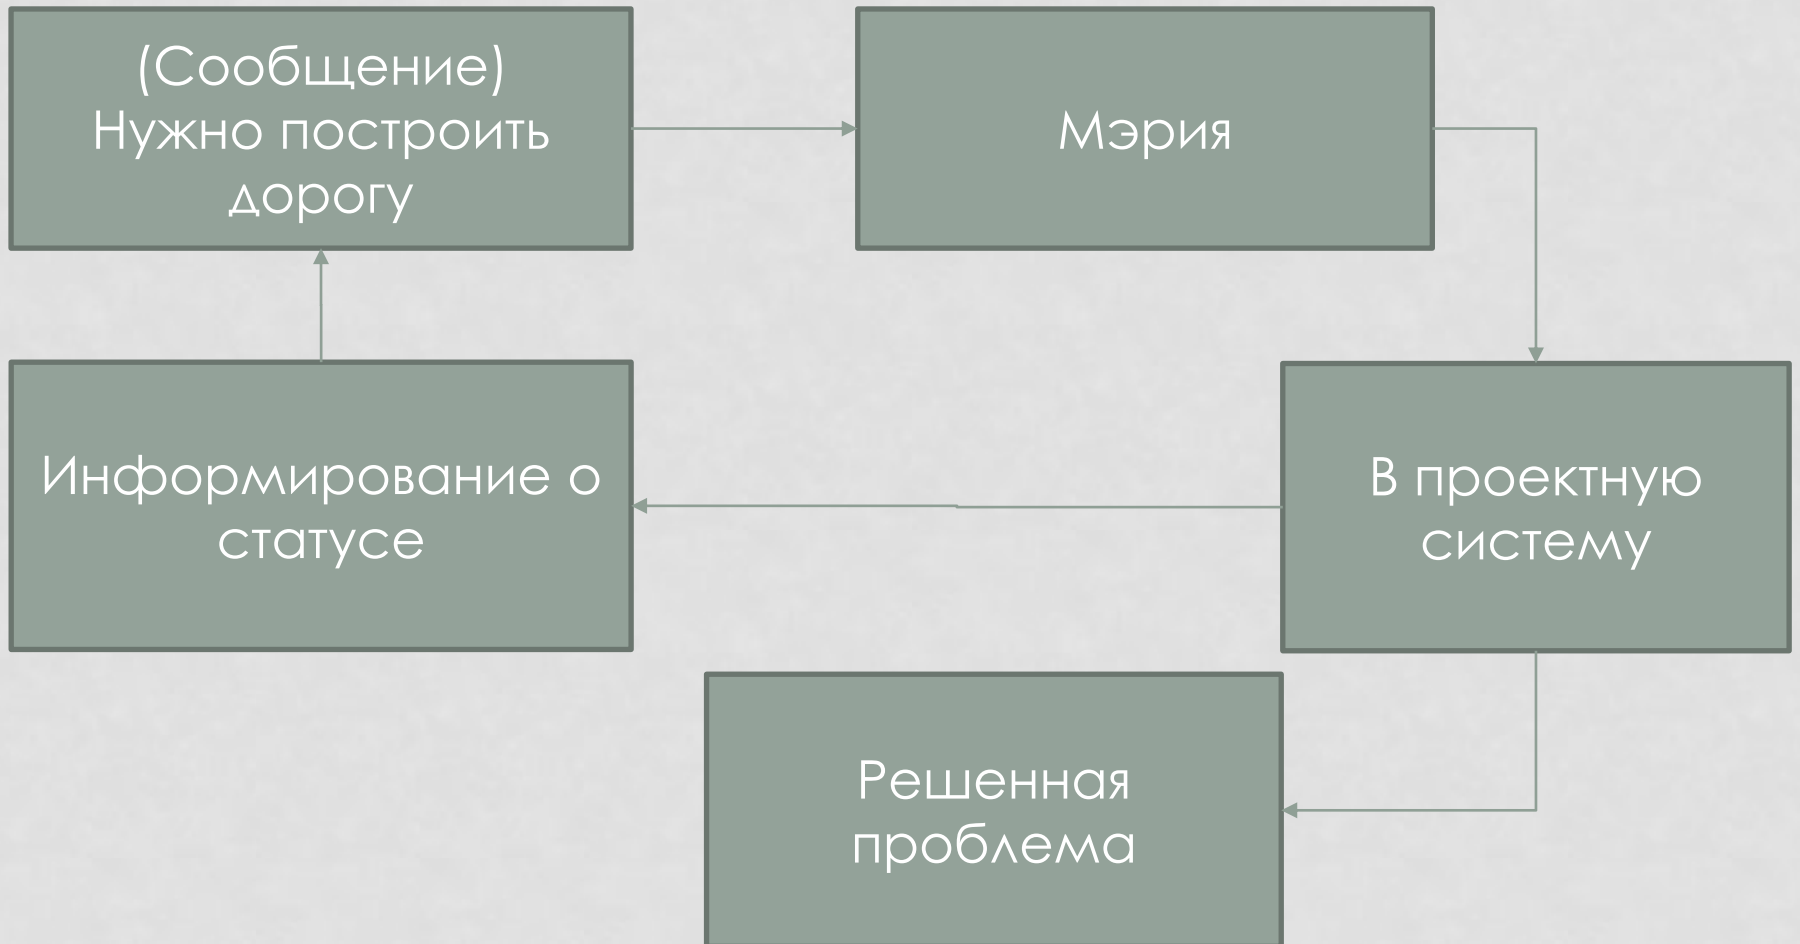 (Сообщение)
Нужно построить
дорогу
Мэрия
Информирование о
статусе
В проектную
систему
Решенная
проблема